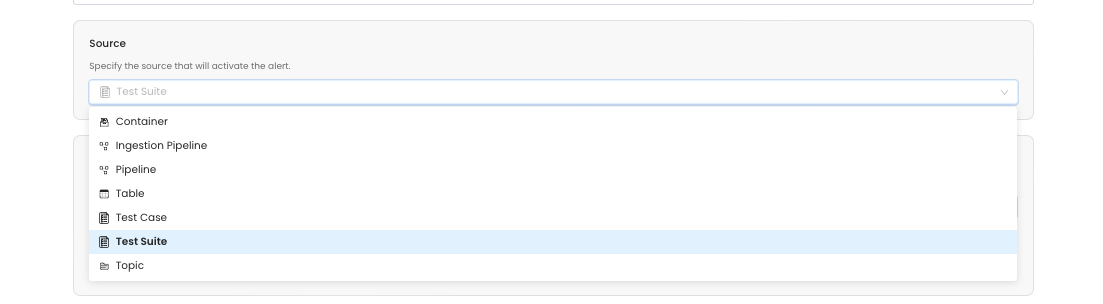 Source
Specify the source that will activate the alert.
Test Suite
Container
Ingestion Pipeline
Pipeline
Table
Test Case
Test Suite
Topic